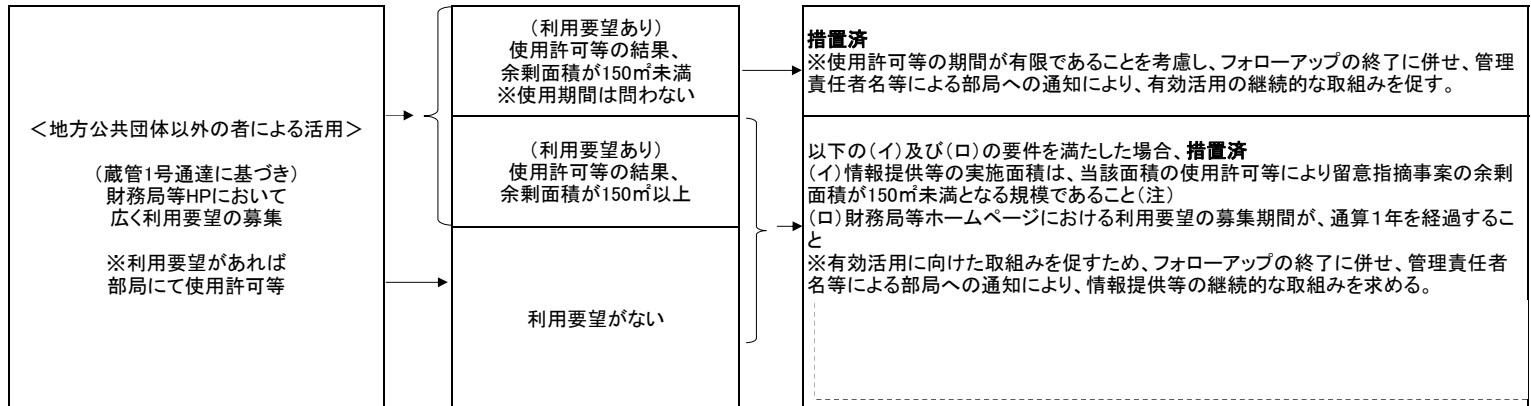 ＜地方公共団体以外の者による活用＞
（蔵管1号通達に基づき）
財務局等HPにおいて
広く利用要望の募集
※利用要望があれば
部局にて使用許可等
（利用要望あり）
使用許可等の結果、
余剰面積が150㎡未満
※使用期間は問わない
（利用要望あり）
使用許可等の結果、
余剰面積が150㎡以上
利用要望がない
措置済
※使用許可等の期間が有限であることを考慮し、フォローアップの終了に併せ、管理
責任者名等による部局への通知により、有効活用の継続的な取組みを促す。
以下の（イ）及び（ロ）の要件を満たした場合、措置済
（イ）情報提供等の実施面積は、当該面積の使用許可等により留意指摘事案の余剰
面積が150㎡未満となる規模であること（注）
（ロ）財務局等ホームページにおける利用要望の募集期間が、通算１年を経過するこ
と
※有効活用に向けた取組みを促すため、フォローアップの終了に併せ、管理責任者
名等による部局への通知により、情報提供等の継続的な取組みを求める。